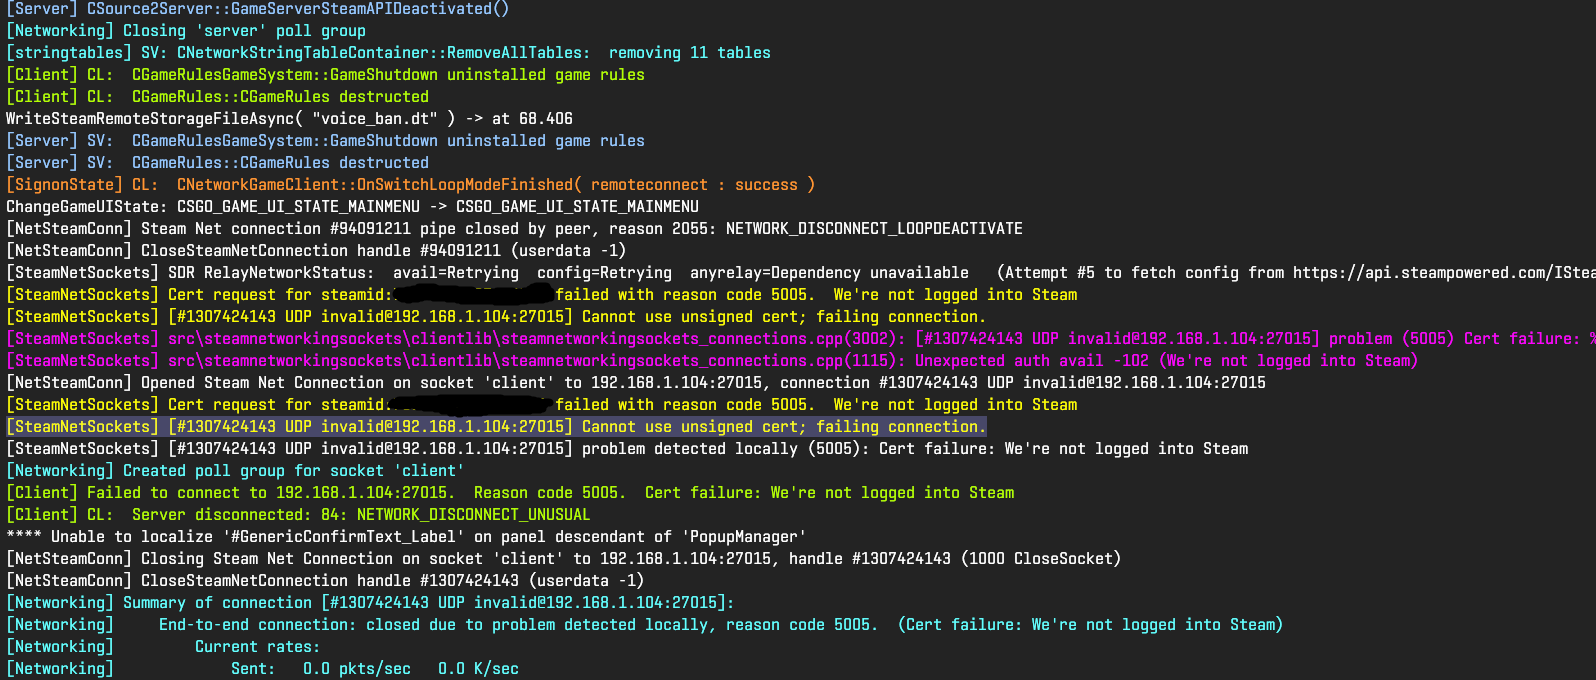 [Server] CSource2Server::GameServerSteamAPIDeactivated()
[Networking] Closing 'server' poll group
[stringtables] SV: CNetworkStringTableContainer::RemoveAllTables:  removing 11 tables
[Client] CL:  CGameRulesGameSystem::GameShutdown uninstalled game rules
[Client] CL:  CGameRules::CGameRules destructed
WriteSteamRemoteStorageFileAsync( "voice_ban.dt" ) -> at 68.406
[Server] SV:  CGameRulesGameSystem::GameShutdown uninstalled game rules
[Server] SV:  CGameRules::CGameRules destructed
[SignonState] CL:  CNetworkGameClient::OnSwitchLoopModeFinished( remoteconnect : success )
ChangeGameUIState: CSGO_GAME_UI_STATE_MAINMENU -> CSGO_GAME_UI_STATE_MAINMENU
[NetSteamConn] Steam Net connection #94091211 pipe closed by peer, reason 2055: NETWORK_DISCONNECT_LOOPDEACTIVATE
[NetSteamConn] CloseSteamNetConnection handle #94091211 (userdata -1)
[SteamNetSockets] SDR RelayNetworkStatus:  avail=Retrying  config=Retrying  anyrelay=Dependency unavailable   (Attempt #5 to fetch config from https://api.steampowered.com/IStea
[SteamNetSockets] Cert request for steamid: failed with reason code 5005.  We're not logged into Steam
[SteamNetSockets] [#1307424143 UDP invalid@192.168.1.104:27015] Cannot use unsigned cert; failing connection.
[SteamNetSockets] src\steamnetworkingsockets\clientlib\steamnetworkingsockets_connections.cpp(3002): [#1307424143 UDP invalid@192.168.1.104:27015] problem (5005) Cert failure: %
[SteamNetSockets] src\steamnetworkingsockets\clientlib\steamnetworkingsockets_connections.cpp(1115): Unexpected auth avail -102 (We're not logged into Steam)
[NetSteamConn] Opened Steam Net Connection on socket 'client' to 192.168.1.104:27015, connection #1307424143 UDP invalid@192.168.1.104:27015
[SteamNetSockets] Cert request for steamid: failed with reason code 5005.  We're not logged into Steam
[SteamNetSockets] [#1307424143 UDP invalid@192.168.1.104:27015] Cannot use unsigned cert; failing connection.
[SteamNetSockets] [#1307424143 UDP invalid@192.168.1.104:27015] problem detected locally (5005): Cert failure: We're not logged into Steam
[Networking] Created poll group for socket 'client'
[Client] Failed to connect to 192.168.1.104:27015.  Reason code 5005.  Cert failure: We're not logged into Steam
[Client] CL:  Server disconnected: 84: NETWORK_DISCONNECT_UNUSUAL
**** Unable to localize '#GenericConfirmText_Label' on panel descendant of 'PopupManager'
[NetSteamConn] Closing Steam Net Connection on socket 'client' to 192.168.1.104:27015, handle #1307424143 (1000 CloseSocket)
[NetSteamConn] CloseSteamNetConnection handle #1307424143 (userdata -1)
[Networking] Summary of connection [#1307424143 UDP invalid@192.168.1.104:27015]:
[Networking]     End-to-end connection: closed due to problem detected locally, reason code 5005.  (Cert failure: We're not logged into Steam)
[Networking]         Current rates:
[Networking]             Sent:   0.0 pkts/sec   0.0 K/sec